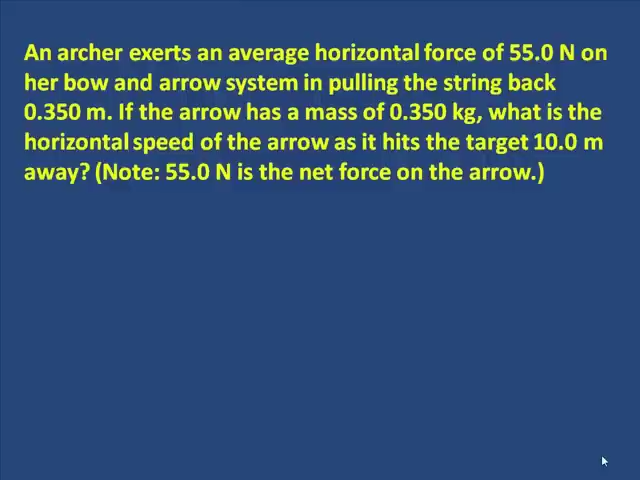 An archer exerts an average horizontal force of 55.0 N on
her bow and arrow system in pulling the string back
0.350 m. If the arrow has a mass of 0.350 kg, what is the
horizontal speed of the arrow as it hits the target 10.0 m
away? (Note: 55.0 N is the net force on the arrow.)